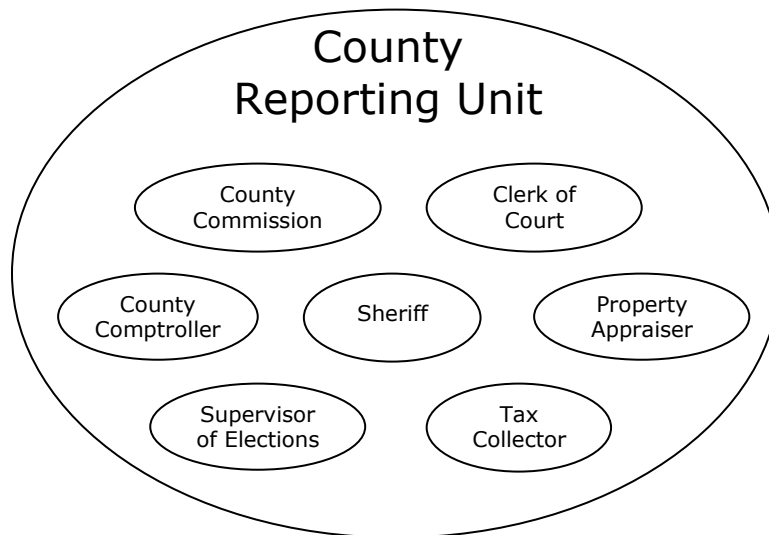 County
Reporting Unit
County
Commission
Clerk of
Court
County
Comptroller
Sheriff
Property
Appraiser
Supervisor
of Elections
Tax
Collector